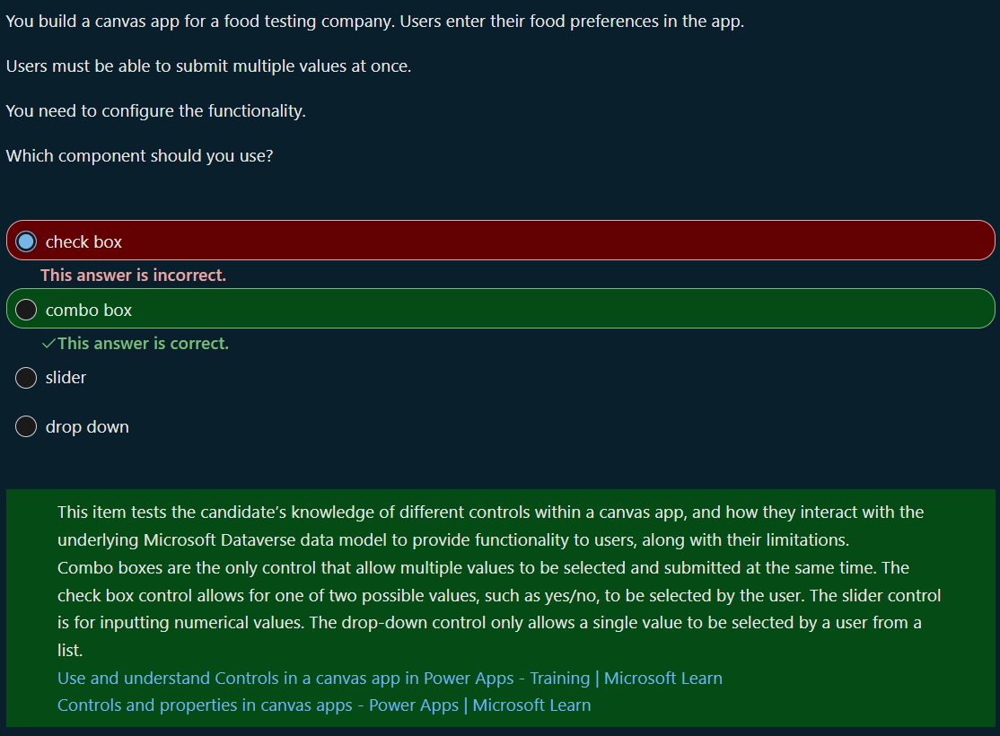 You build a canvas app for a food testing company. Users enter their food preferences in the app.
Users must be able to submit multiple values at once.
You need to configure the functionality.
Which component should you use?
check box
This answer is incorrect.
combo box
✓This answer is correct.
slider
drop down
This item tests the candidate’s knowledge of different controls within a canvas app, and how they interact with the
underlying Microsoft Dataverse data model to provide functionality to users, along with their limitations.
Combo boxes are the only control that allow multiple values to be selected and submitted at the same time. The
check box control allows for one of two possible values, such as yes/no, to be selected by the user. The slider control
is for inputting numerical values. The drop-down control only allows a single value to be selected by a user from a
list.
Use and understand Controls in a canvas app in Power Apps - Training | Microsoft Learn
Controls and properties in canvas apps - Power Apps | Microsoft Learn